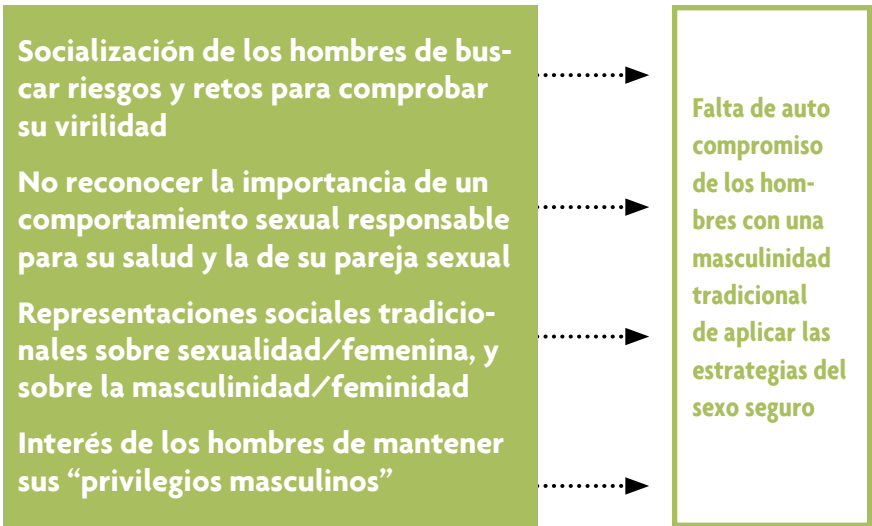 Socialización de los hombres de bus-
car riesgos y retos para comprobar
su virilidad
No reconocer la importancia de un
comportamiento sexual responsable
para su salud y la de su pareja sexual
Representaciones sociales tradicio-
nales sobre sexualidad/femenina, y
sobre la masculinidad/feminidad
Interés de los hombres de mantener
sus “privilegios masculinos”
Falta de auto
compromiso
de los hom-
bres con una
masculinidad
tradicional
de aplicar las
estrategias del
sexo seguro